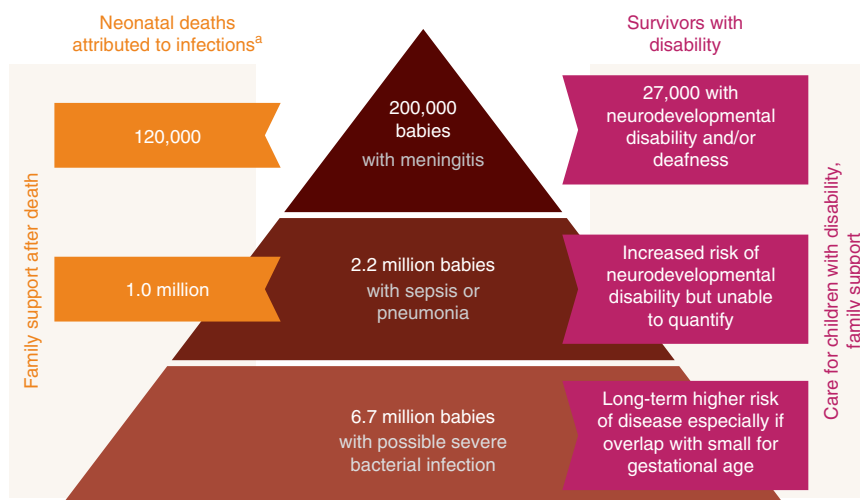 Neonatal deaths
attributed to infectionsa
Survivors with
disability
Family support after death
120,000
200,000
babies
with meningitis
27,000 with
neurodevelopmental
disability and/or
deafness
1.0 million
2.2 million babies
with sepsis or
pneumonia
Increased risk of
neurodevelopmental
disability but unable
to quantify
6.7 million babies
with possible severe
bacterial infection
Long-term higher risk
of disease especially if
overlap with small for
gestational age
Care for children with disability,
family support